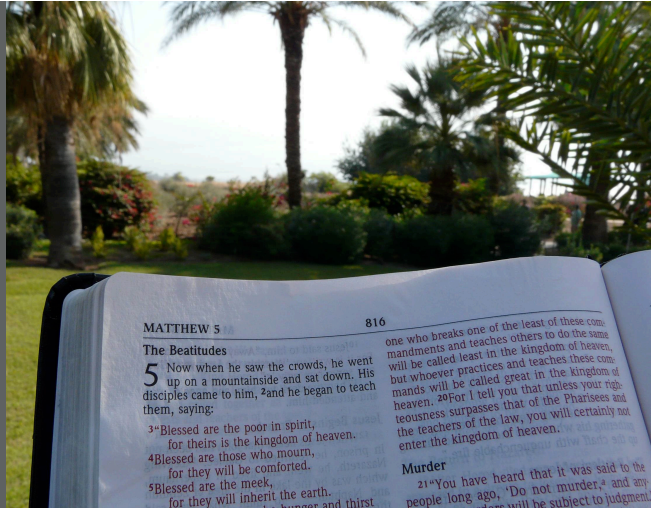 MATTHEW 5
816
The Beatitudes
5 Now when he saw the crowds, he went
up on a mountainside and sat down. His
disciples came to him, 2and he began to teach
them, saying:
3“Blessed are the poor in spirit,
for theirs is the kingdom of heaven.
4Blessed are those who mourn,
for they will be comforted.
5Blessed are the meek,
for they will inherit the earth.
hunger and thirst
one who breaks one of the least of these com-
mandments and teaches others to do the same
will be called least in the kingdom of heaven,
but whoever practices and teaches these com-
mands will be called great in the kingdom of
heaven. 20For I tell you that unless your righ-
teousness surpasses that of the Pharisees and
the teachers of the law, you will certainly not
enter the kingdom of heaven.
Murder
21“You have heard that it was said to the
people long ago, ‘Do not murder,a and any-
will be subject to judgment.